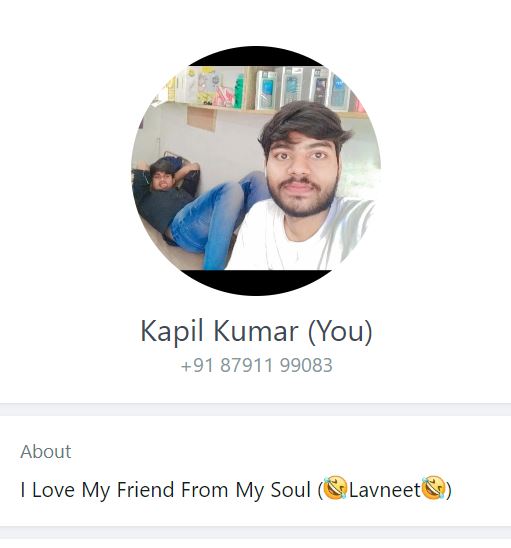 Kapil Kumar (You)
+91 87911 99083
About
I Love My Friend From My Soul (🤣Lavneet🤣)